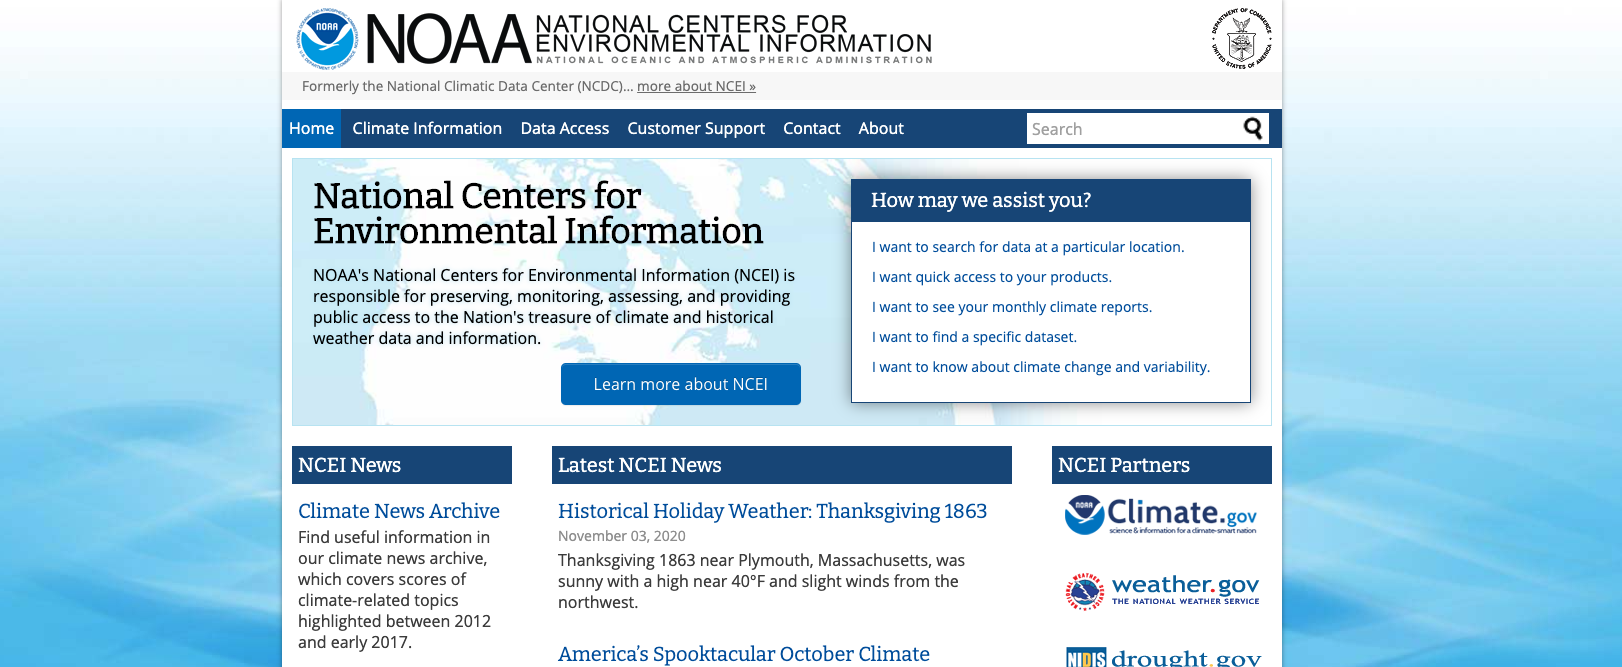 NOAA
NATIONAL CENTERS FOR
ENVIRONMENTAL INFORMATION
NATIONAL OCEANIC AND ATMOSPHERIC ADMINISTRATION
DEPARTMENT OF COMMERCE
UNITED STATES OF AMERICA
Formerly the National Climatic Data Center (NCDC)... more about NCEI »
Home Climate Information Data Access Customer Support Contact About Search
National Centers for
Environmental Information
NOAA's National Centers for Environmental Information (NCEI) is
responsible for preserving, monitoring, assessing, and providing
public access to the Nation's treasure of climate and historical
weather data and information.
Learn more about NCEI
How may we assist you?
I want to search for data at a particular location.
I want quick access to your products.
I want to see your monthly climate reports.
I want to find a specific dataset.
I want to know about climate change and variability.
NCEI News
Climate News Archive
Find useful information in
our climate news archive,
which covers scores of
climate-related topics
highlighted between 2012
and early 2017.
Latest NCEI News
Historical Holiday Weather: Thanksgiving 1863
November 03, 2020
Thanksgiving 1863 near Plymouth, Massachusetts, was
sunny with a high near 40°F and slight winds from the
northwest.
America's Spooktacular October Climate
NCEI Partners
NOAA
Climate.gov
science & information for a climate-smart nation
weather.gov
THE NATIONAL WEATHER SERVICE
NIDIS drought.gov